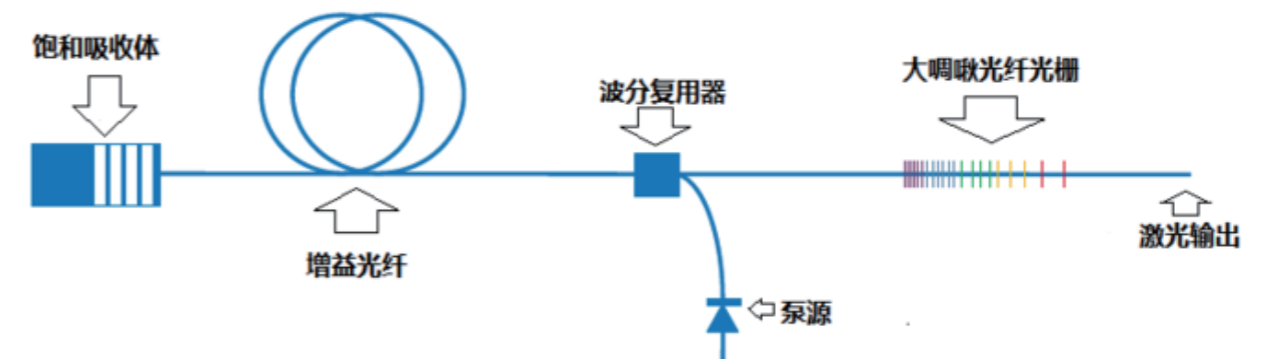 饱和吸收体
波分复用器
大啁啾光纤光栅
激光输出
增益光纤
泵源